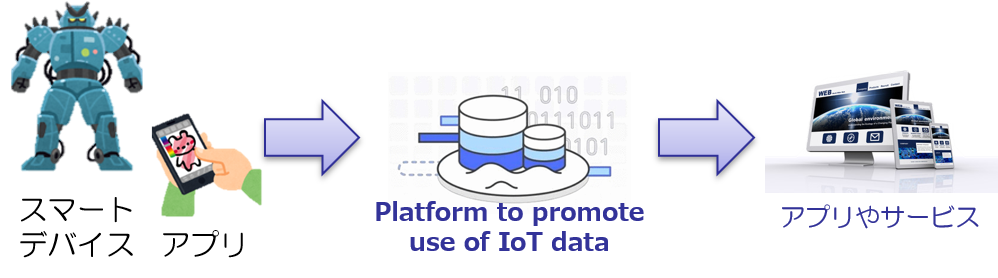 スマート
デバイス
アプリ
11 010
0111011
0101
Platform to promote
use of IoT data
WEB
Global environment
アプリやサービス